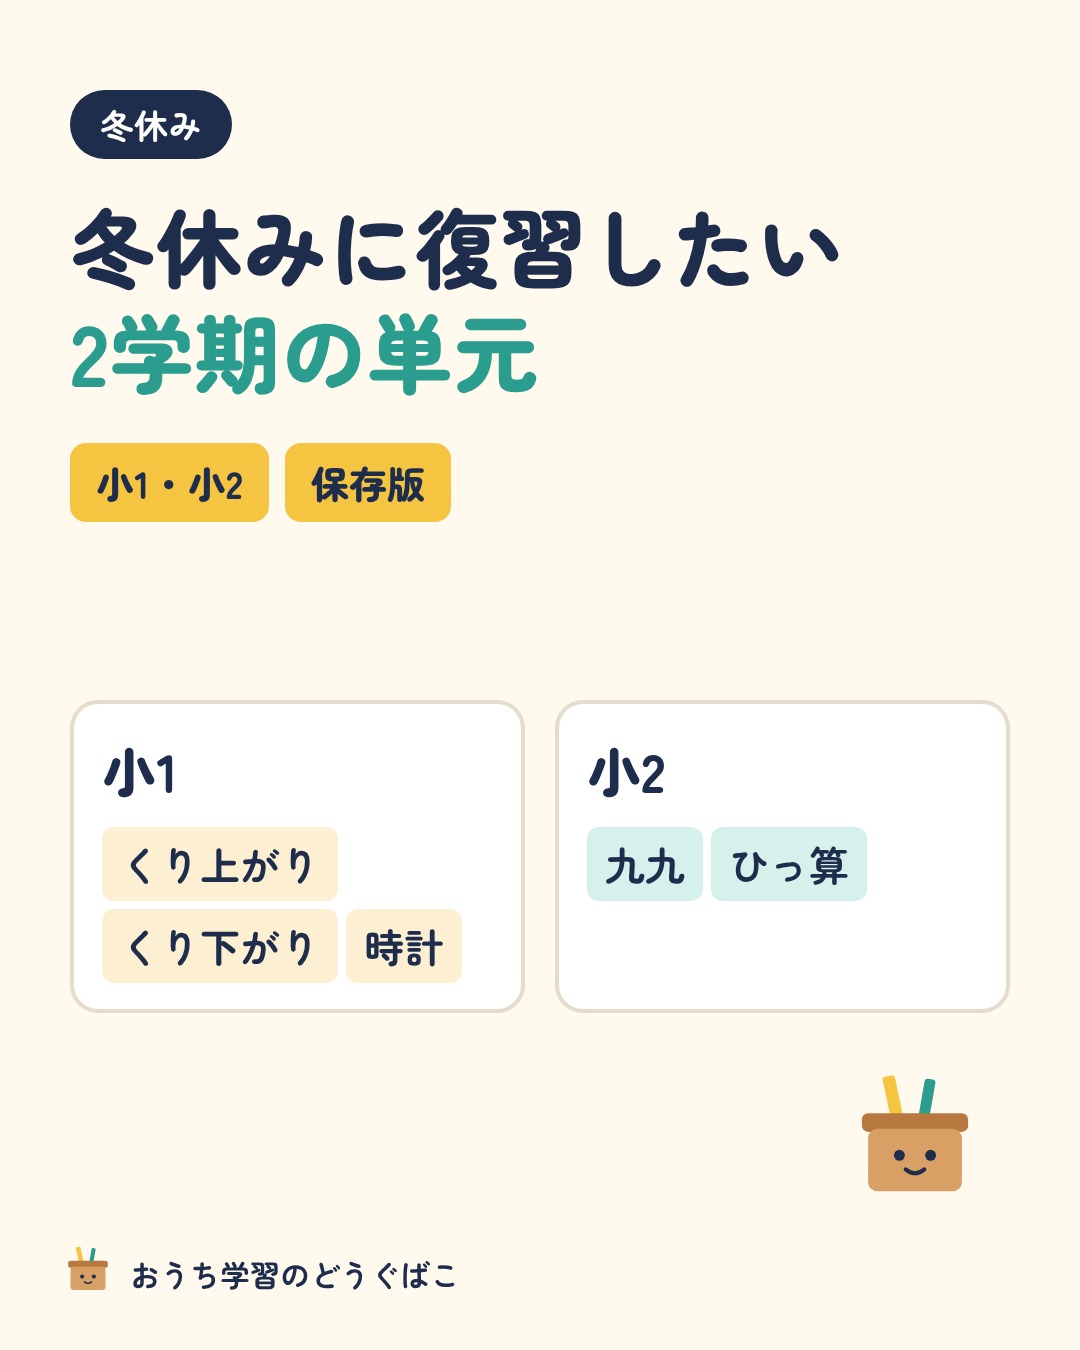 冬休み
冬休みに復習したい
2学期の単元
小1・小2 保存版
小1
くり上がり
くり下がり 時計
小2
九九 ひっ算
おうち学習のどうぐばこ